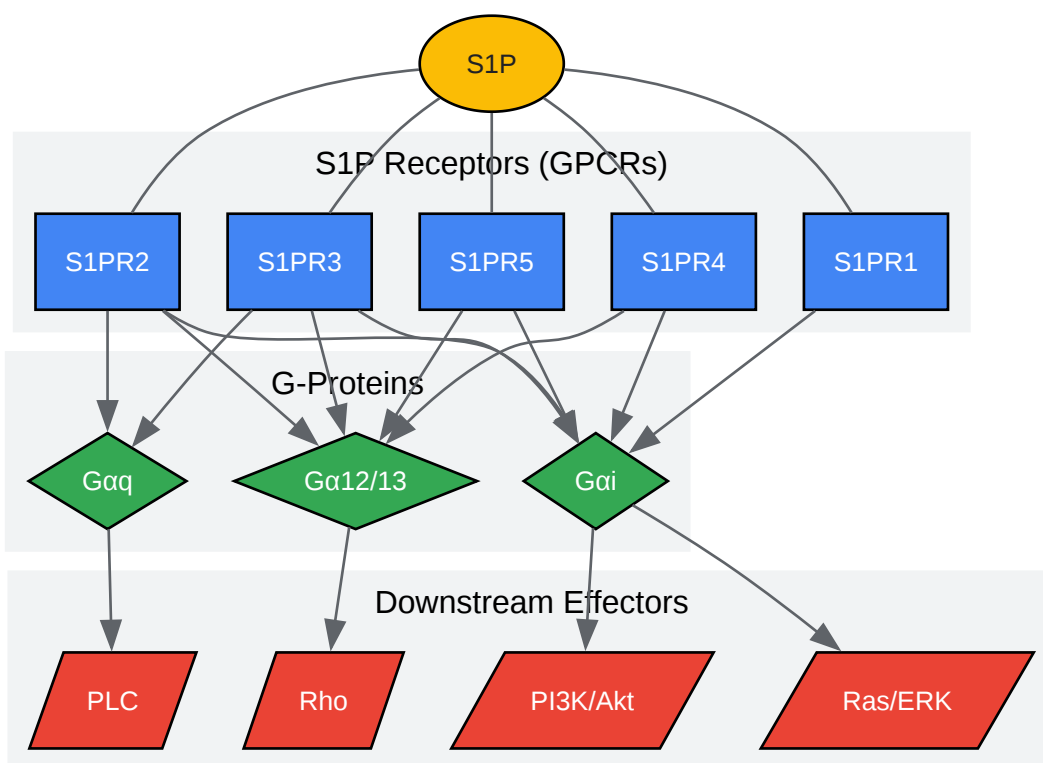 S1P
S1P Receptors (GPCRs)
S1PR2
S1PR3
S1PR5
S1PR4
S1PR1
G-Proteins
Gαq
Gα12/13
Gαi
Downstream Effectors
PLC
Rho
PI3K/Akt
Ras/ERK